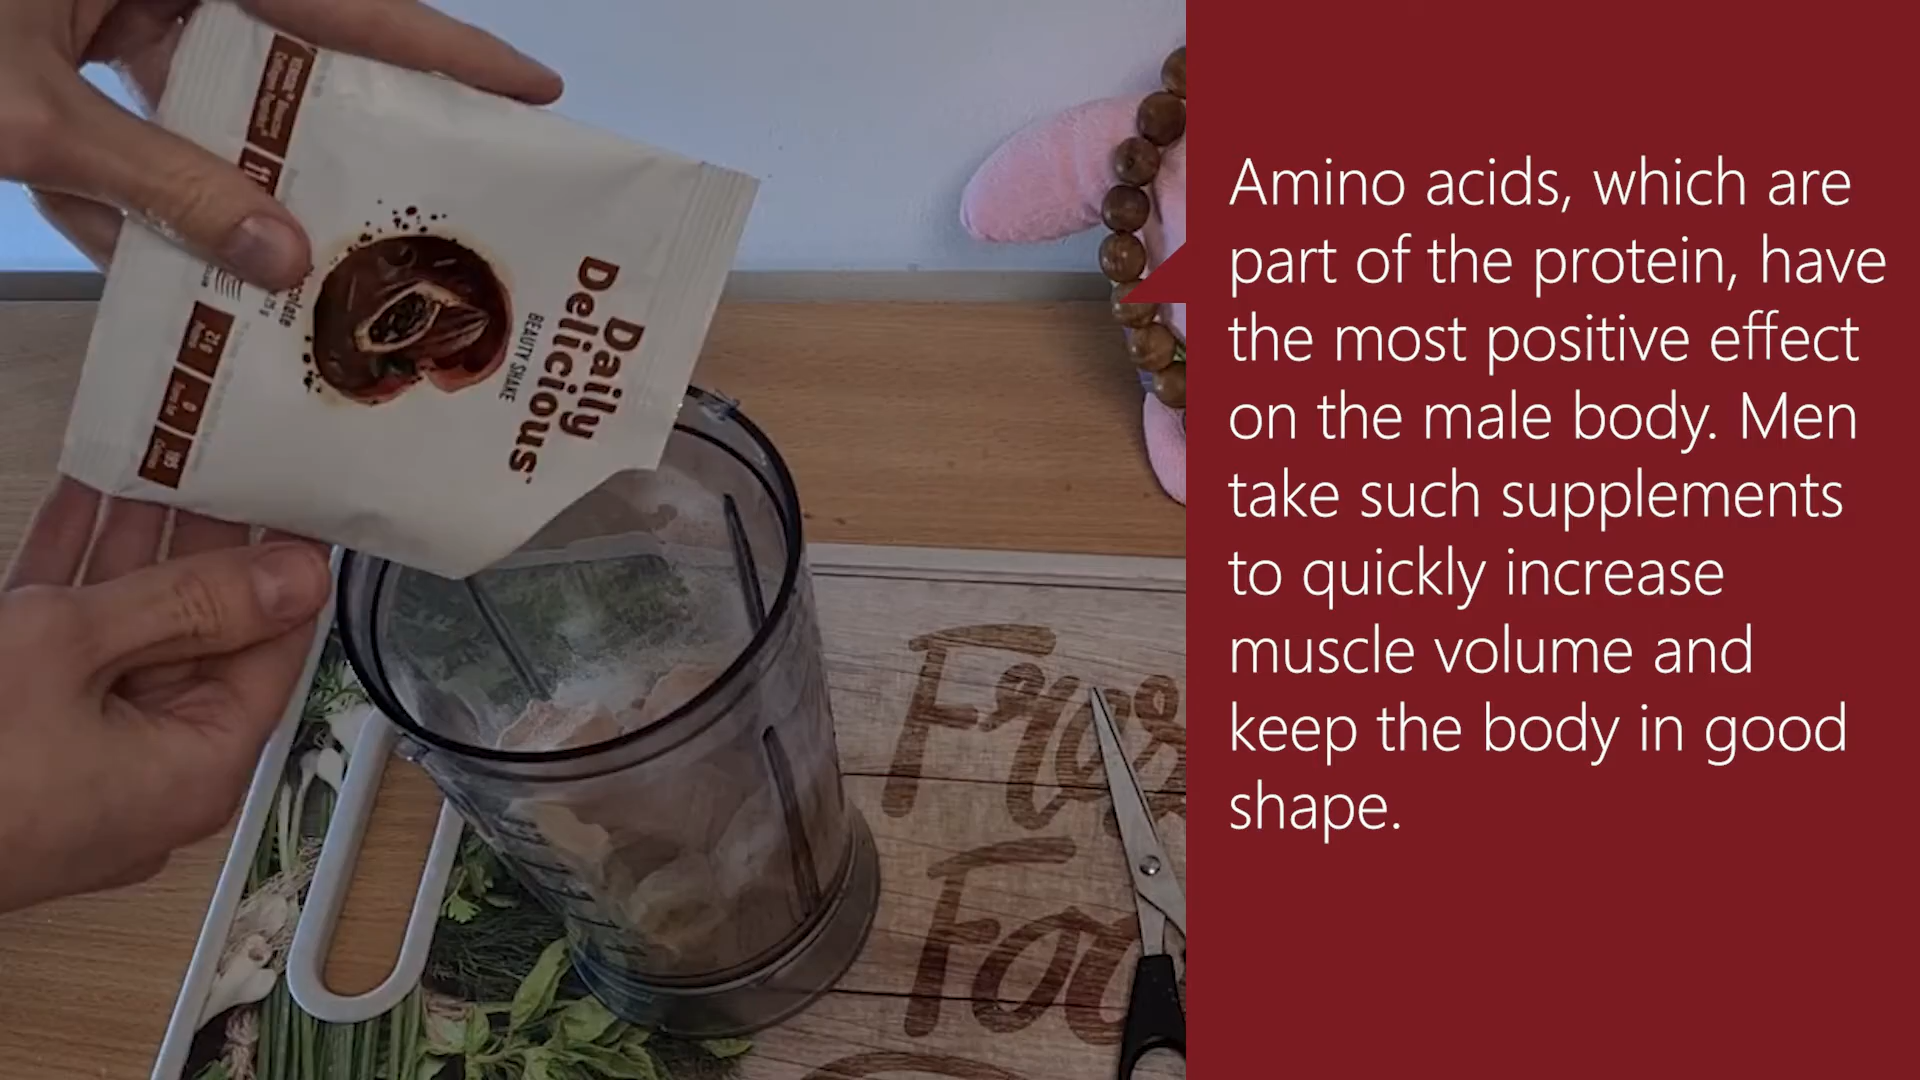 Daily
Delicious
BEAUTY SHAKE
Amino acids, which are
part of the protein, have
the most positive effect
on the male body. Men
take such supplements
to quickly increase
muscle volume and
keep the body in good
shape.